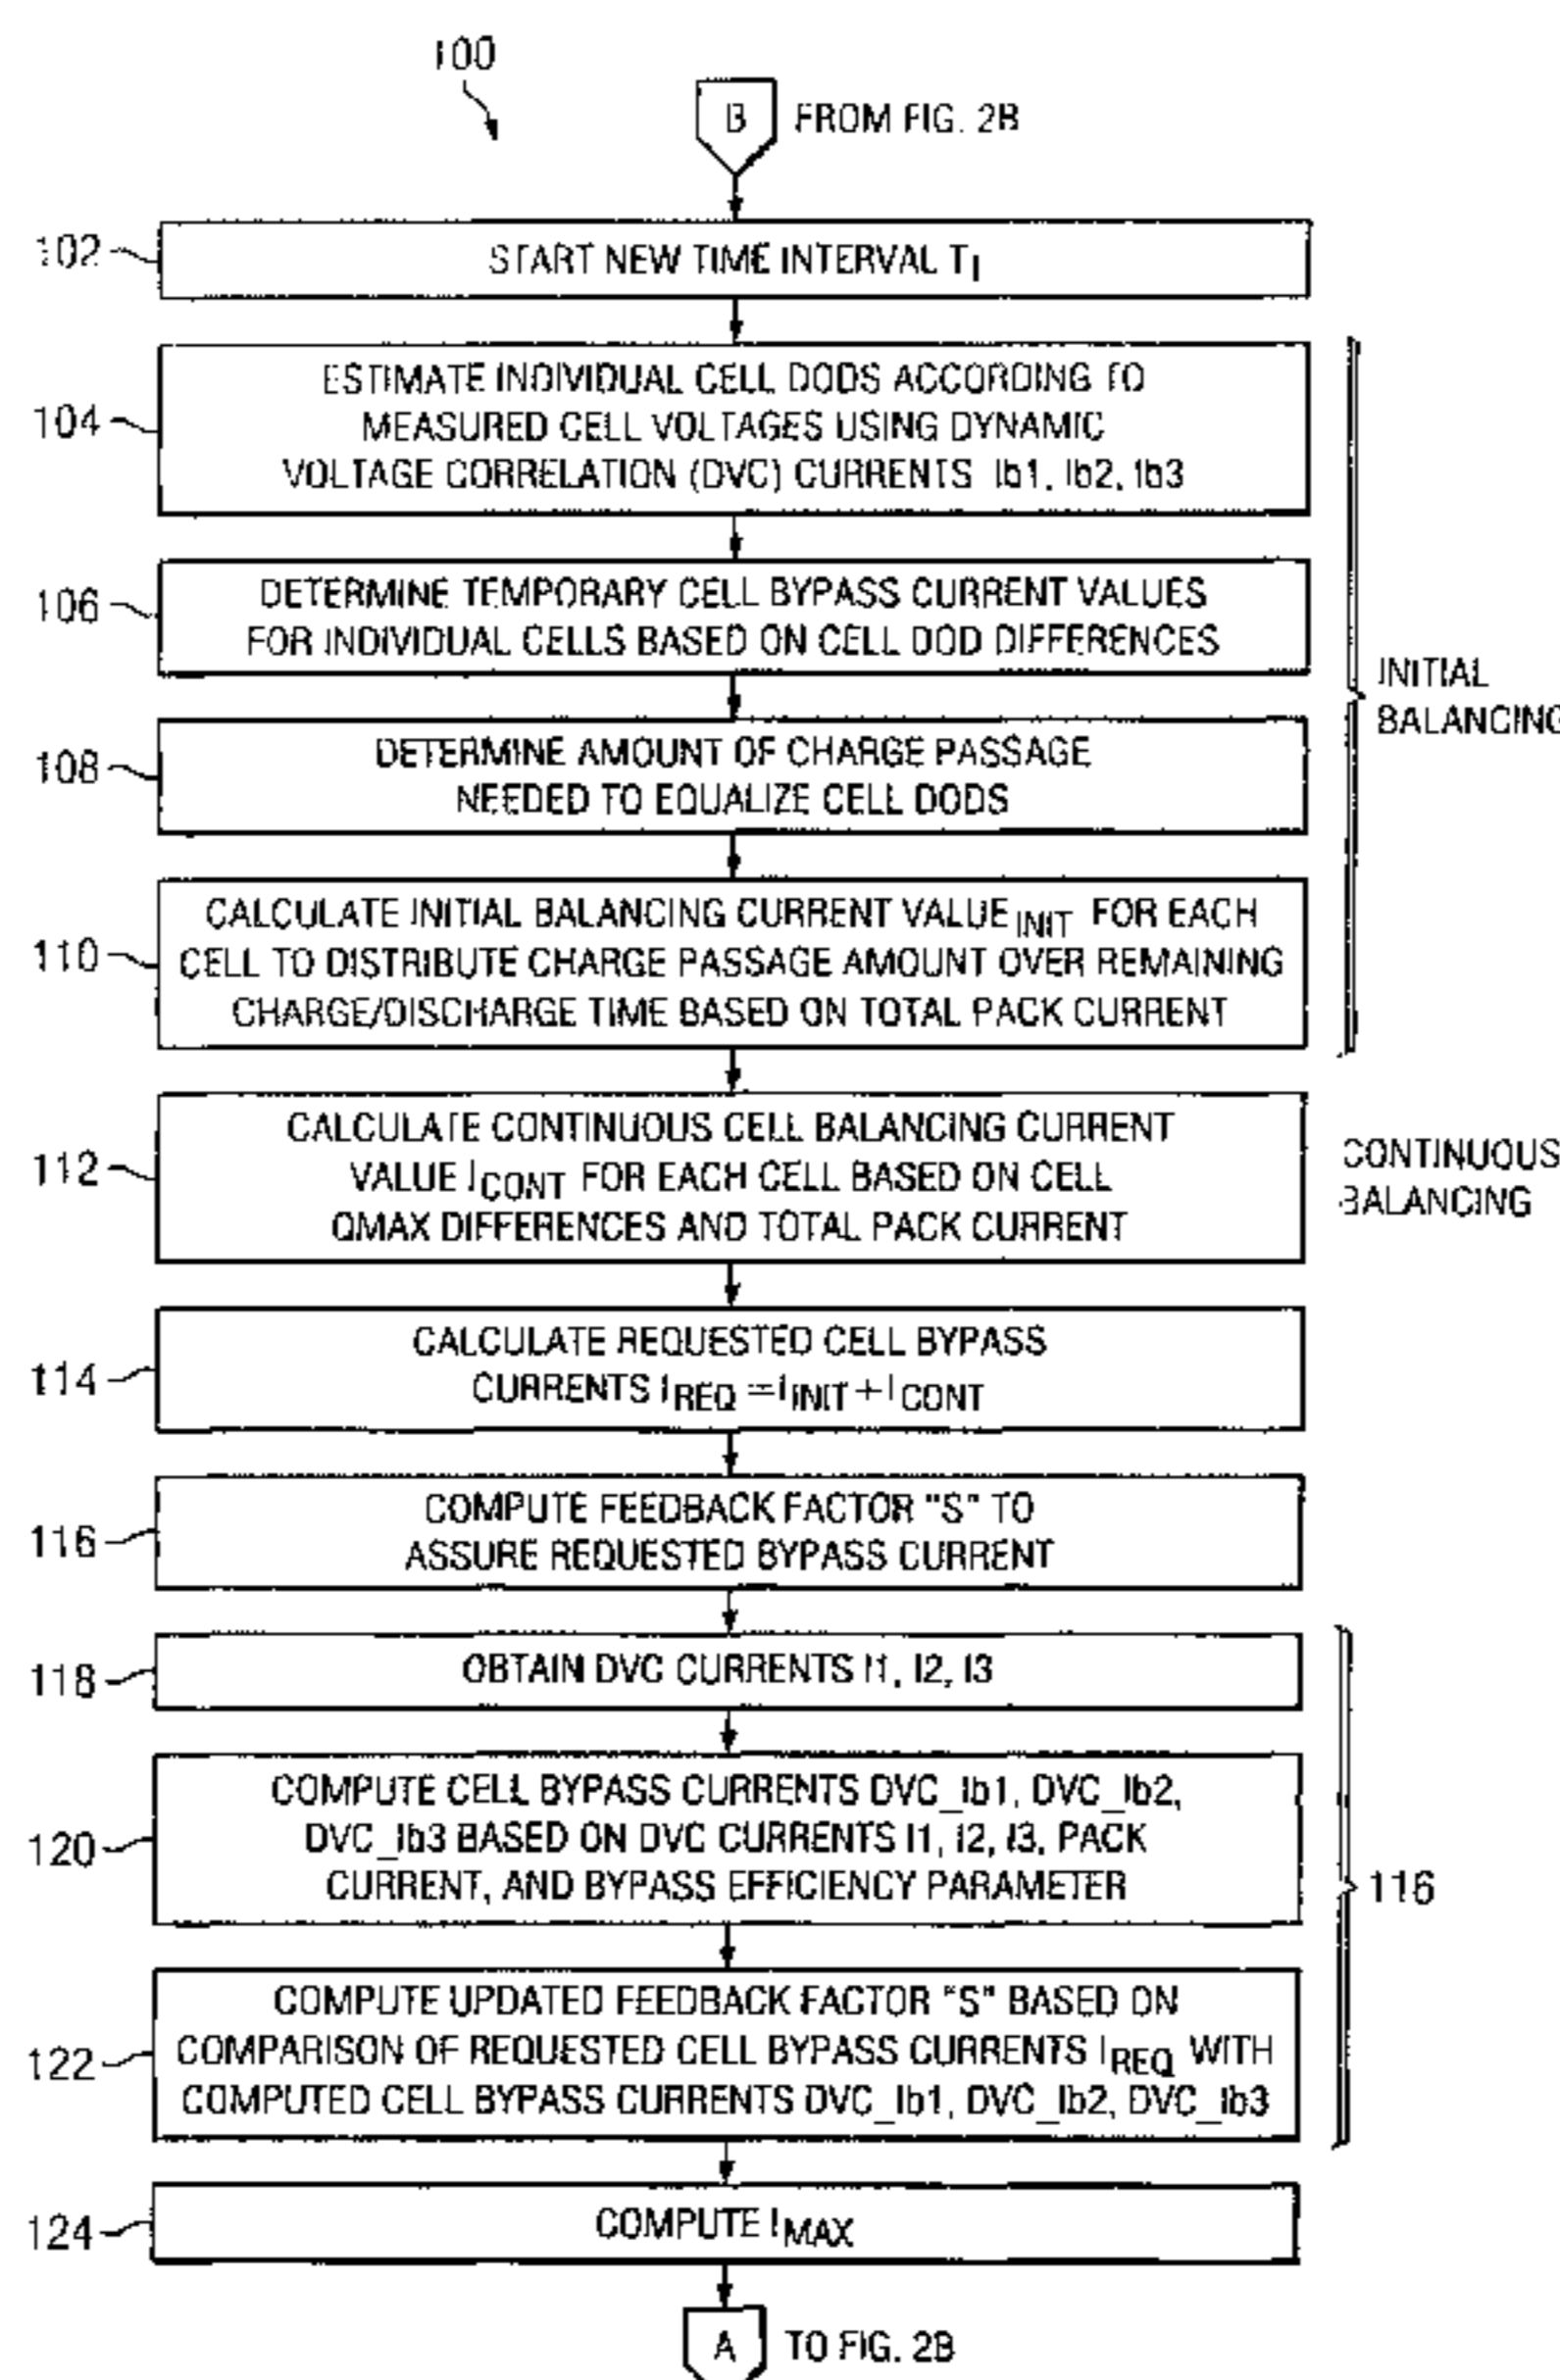 100
B FROM FIG. 2B
102 START NEW TIME INTERVAL TI
104 ESTIMATE INDIVIDUAL CELL DODS ACCORDING TO
MEASURED CELL VOLTAGES USING DYNAMIC
VOLTAGE CORRELATION (DVC) CURRENTS Ib1, Ib2, Ib3
106 DETERMINE TEMPORARY CELL BYPASS CURRENT VALUES
FOR INDIVIDUAL CELLS BASED ON CELL DOD DIFFERENCES
INITIAL
BALANCING
108 DETERMINE AMOUNT OF CHARGE PASSAGE
NEEDED TO EQUALIZE CELL DODS
110 CALCULATE INITIAL BALANCING CURRENT VALUE INIT FOR EACH
CELL TO DISTRIBUTE CHARGE PASSAGE AMOUNT OVER REMAINING
CHARGE/DISCHARGE TIME BASED ON TOTAL PACK CURRENT
112 CALCULATE CONTINUOUS CELL BALANCING CURRENT
VALUE ICONT FOR EACH CELL BASED ON CELL
QMAX DIFFERENCES AND TOTAL PACK CURRENT
CONTINUOUS
BALANCING
114 CALCULATE REQUESTED CELL BYPASS
CURRENTS IREQ = IINIT + ICONT
116 COMPUTE FEEDBACK FACTOR "S" TO
ASSURE REQUESTED BYPASS CURRENT
118 OBTAIN DVC CURRENTS I1, I2, I3
120 COMPUTE CELL BYPASS CURRENTS DVC_Ib1, DVC_Ib2,
DVC_Ib3 BASED ON DVC CURRENTS I1, I2, I3, PACK
CURRENT, AND BYPASS EFFICIENCY PARAMETER
116
122 COMPUTE UPDATED FEEDBACK FACTOR "S" BASED ON
COMPARISON OF REQUESTED CELL BYPASS CURRENTS IREQ WITH
COMPUTED CELL BYPASS CURRENTS DVC_Ib1, DVC_Ib2, DVC_Ib3
124 COMPUTE IMAX
A TO FIG. 2B